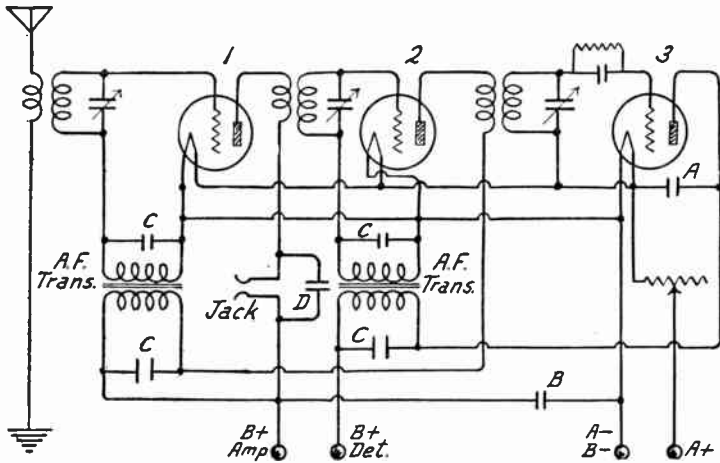 1 2 3
A
C C
A.F.
Trans.
A.F.
Trans.
Jack D
C C
B
B+
Amp
B+
Det.
A-
B-
A+